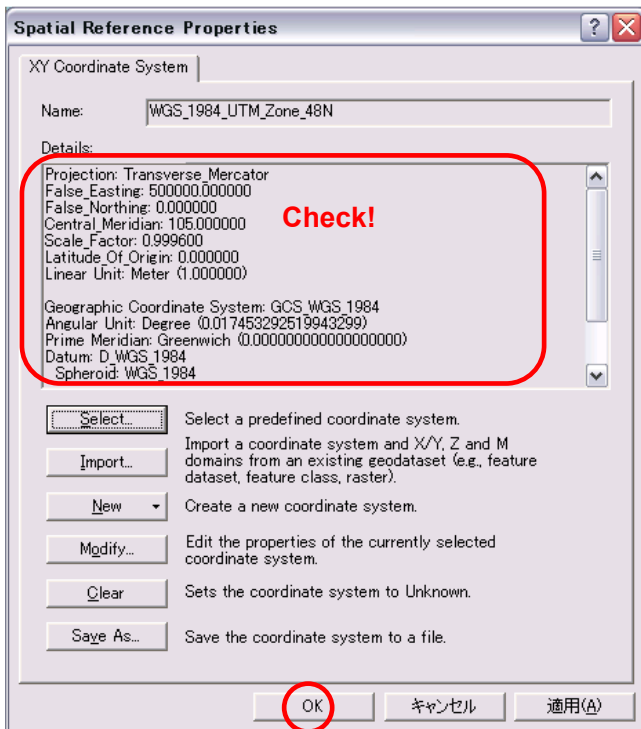 Spatial Reference Properties
XY Coordinate System
Name: WGS_1984_UTM_Zone_48N
Details:
Projection: Transverse_Mercator
False_Easting: 500000.000000
False_Northing: 0.000000
Central_Meridian: 105.000000
Scale_Factor: 0.999600
Latitude_Of_Origin: 0.000000
Linear Unit: Meter (1.000000)
Check!
Geographic Coordinate System: GCS_WGS_1984
Angular Unit: Degree (0.017453292519943299)
Prime Meridian: Greenwich (0.000000000000000000)
Datum: D_WGS_1984
Spheroid: WGS_1984
Select... Select a predefined coordinate system.
Import... Import a coordinate system and X/Y, Z and M
domains from an existing geodataset (e.g., feature
dataset, feature class, raster).
New Create a new coordinate system.
Modify... Edit the properties of the currently selected
coordinate system.
Clear Sets the coordinate system to Unknown.
Save As... Save the coordinate system to a file.
OK キャンセル 適用(A)